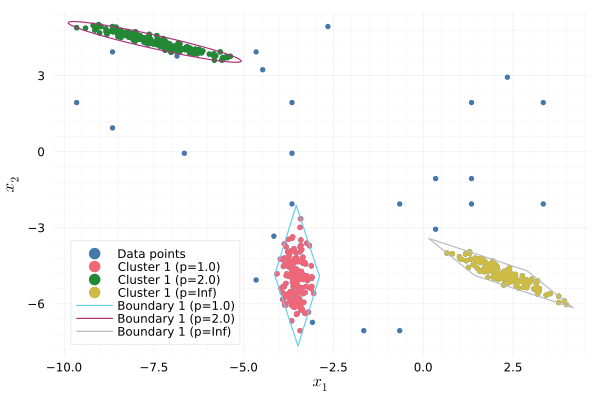 3
0
−3
−6
x_2
Data points
Cluster 1 (p=1.0)
Cluster 1 (p=2.0)
Cluster 1 (p=Inf)
Boundary 1 (p=1.0)
Boundary 1 (p=2.0)
Boundary 1 (p=Inf)
−10.0 −7.5 −5.0 −2.5 0.0 2.5
x_1